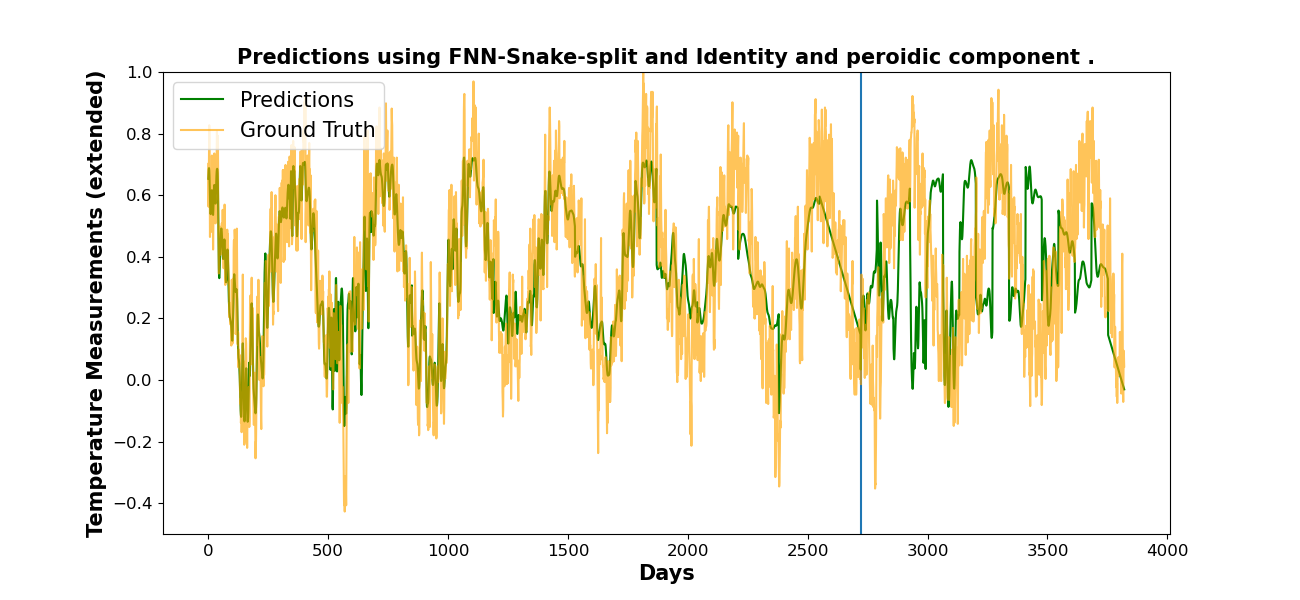 Predictions using FNN-Snake-split and Identity and peroidic component .
Temperature Measurements (extended)
1.0
0.8
0.6
0.4
0.2
0.0
−0.2
−0.4
Predictions
Ground Truth
0 500 1000 1500 2000 2500 3000 3500 4000
Days